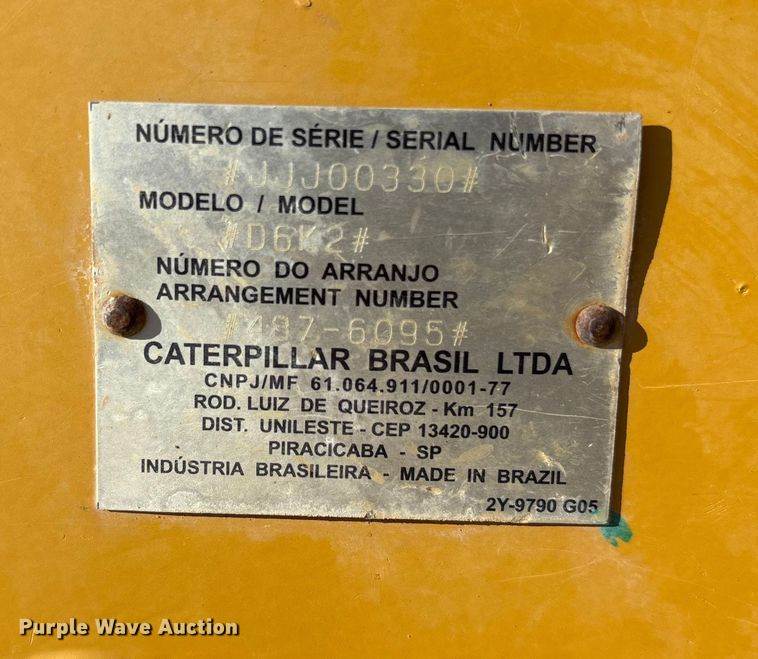 NÚMERO DE SÉRIE / SERIAL NUMBER
#JJJ00330#
MODELO / MODEL
#D6K2#
NÚMERO DO ARRANJO
ARRANGEMENT NUMBER
#487-6095#
CATERPILLAR BRASIL LTDA
CNPJ/MF 61.064.911/0001-77
ROD. LUIZ DE QUEIROZ - Km 157
DIST. UNILESTE - CEP 13420-900
PIRACICABA - SP
INDÚSTRIA BRASILEIRA - MADE IN BRAZIL
2Y-9790 G05
Purple Wave Auction